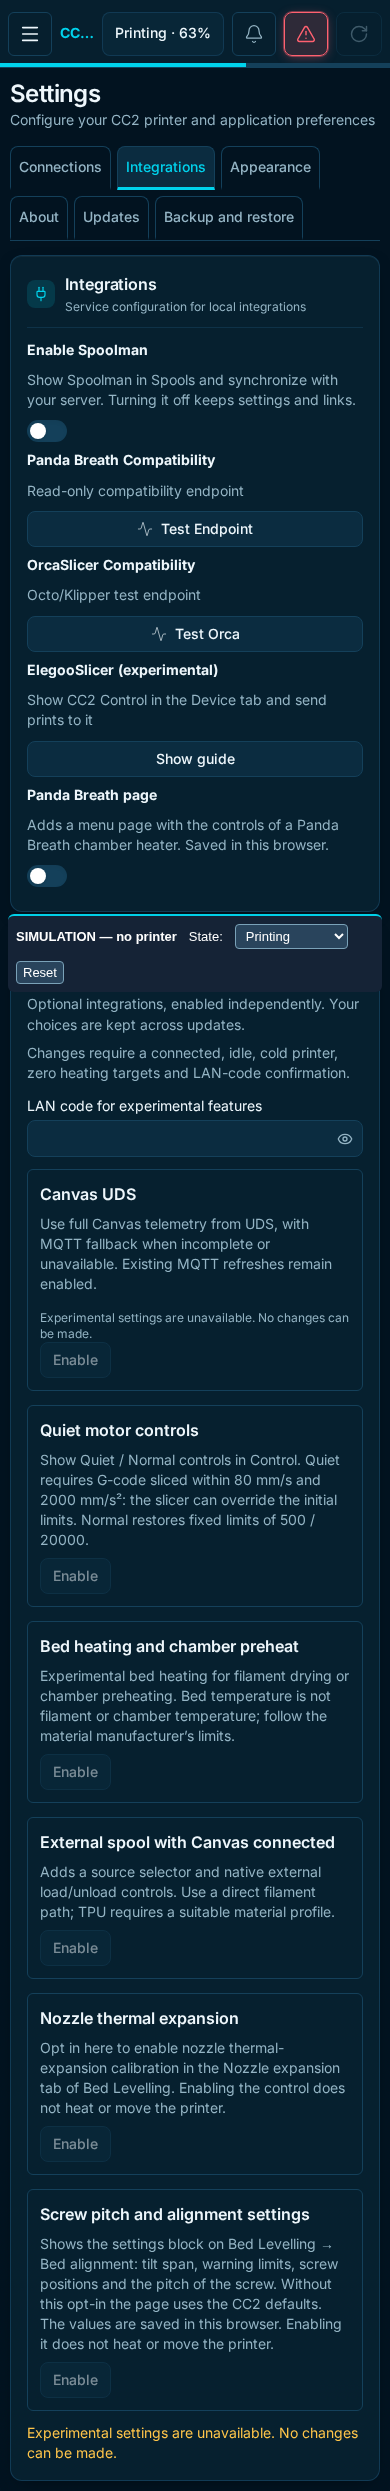 CC...
Printing · 63%
Settings
Configure your CC2 printer and application preferences
Connections
Integrations
Appearance
About
Updates
Backup and restore
Integrations
Service configuration for local integrations
Enable Spoolman
Show Spoolman in Spools and synchronize with
your server. Turning it off keeps settings and links.
Panda Breath Compatibility
Read-only compatibility endpoint
Test Endpoint
OrcaSlicer Compatibility
Octo/Klipper test endpoint
Test Orca
ElegooSlicer (experimental)
Show CC2 Control in the Device tab and send
prints to it
Show guide
Panda Breath page
Adds a menu page with the controls of a Panda
Breath chamber heater. Saved in this browser.
SIMULATION — no printer State: Printing
Reset
Optional integrations, enabled independently. Your
choices are kept across updates.
Changes require a connected, idle, cold printer,
zero heating targets and LAN-code confirmation.
LAN code for experimental features
Canvas UDS
Use full Canvas telemetry from UDS, with
MQTT fallback when incomplete or
unavailable. Existing MQTT refreshes remain
enabled.
Experimental settings are unavailable. No changes can
be made.
Enable
Quiet motor controls
Show Quiet / Normal controls in Control. Quiet
requires G-code sliced within 80 mm/s and
2000 mm/s²: the slicer can override the initial
limits. Normal restores fixed limits of 500 /
20000.
Enable
Bed heating and chamber preheat
Experimental bed heating for filament drying or
chamber preheating. Bed temperature is not
filament or chamber temperature; follow the
material manufacturer's limits.
Enable
External spool with Canvas connected
Adds a source selector and native external
load/unload controls. Use a direct filament
path; TPU requires a suitable material profile.
Enable
Nozzle thermal expansion
Opt in here to enable nozzle thermal-
expansion calibration in the Nozzle expansion
tab of Bed Levelling. Enabling the control does
not heat or move the printer.
Enable
Screw pitch and alignment settings
Shows the settings block on Bed Levelling →
Bed alignment: tilt span, warning limits, screw
positions and the pitch of the screw. Without
this opt-in the page uses the CC2 defaults.
The values are saved in this browser. Enabling
it does not heat or move the printer.
Enable
Experimental settings are unavailable. No changes
can be made.